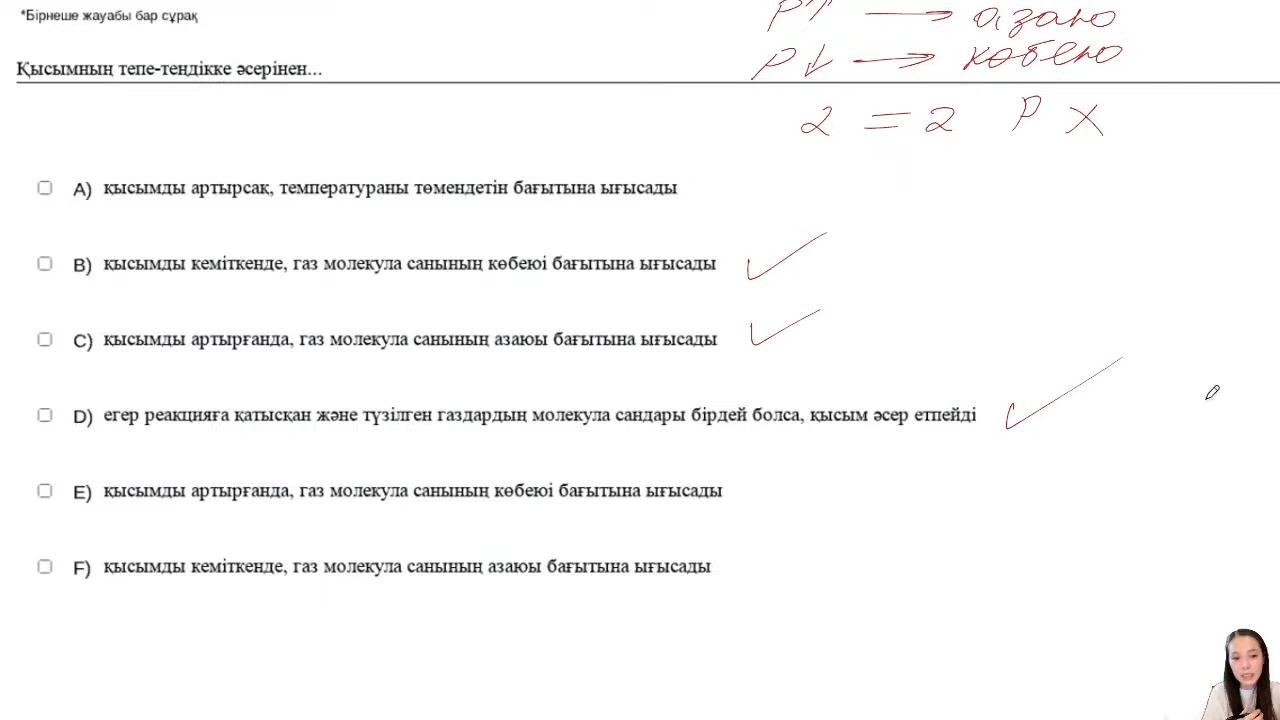 *Бірнеше жауабы бар сұрақ
P↑ → азаю
P↓ → көбею
Қысымның тепе-теңдікке әсерінен...
2 = 2 P X
A) қысымды артырсақ, температураны төмендетін бағытына ығысады
B) қысымды кеміткенде, газ молекула санының көбеюі бағытына ығысады
C) қысымды артырғанда, газ молекула санының азаюы бағытына ығысады
D) егер реакцияға қатысқан және түзілген газдардың молекула сандары бірдей болса, қысым әсер етпейді
E) қысымды артырғанда, газ молекула санының көбеюі бағытына ығысады
F) қысымды кеміткенде, газ молекула санының азаюы бағытына ығысады